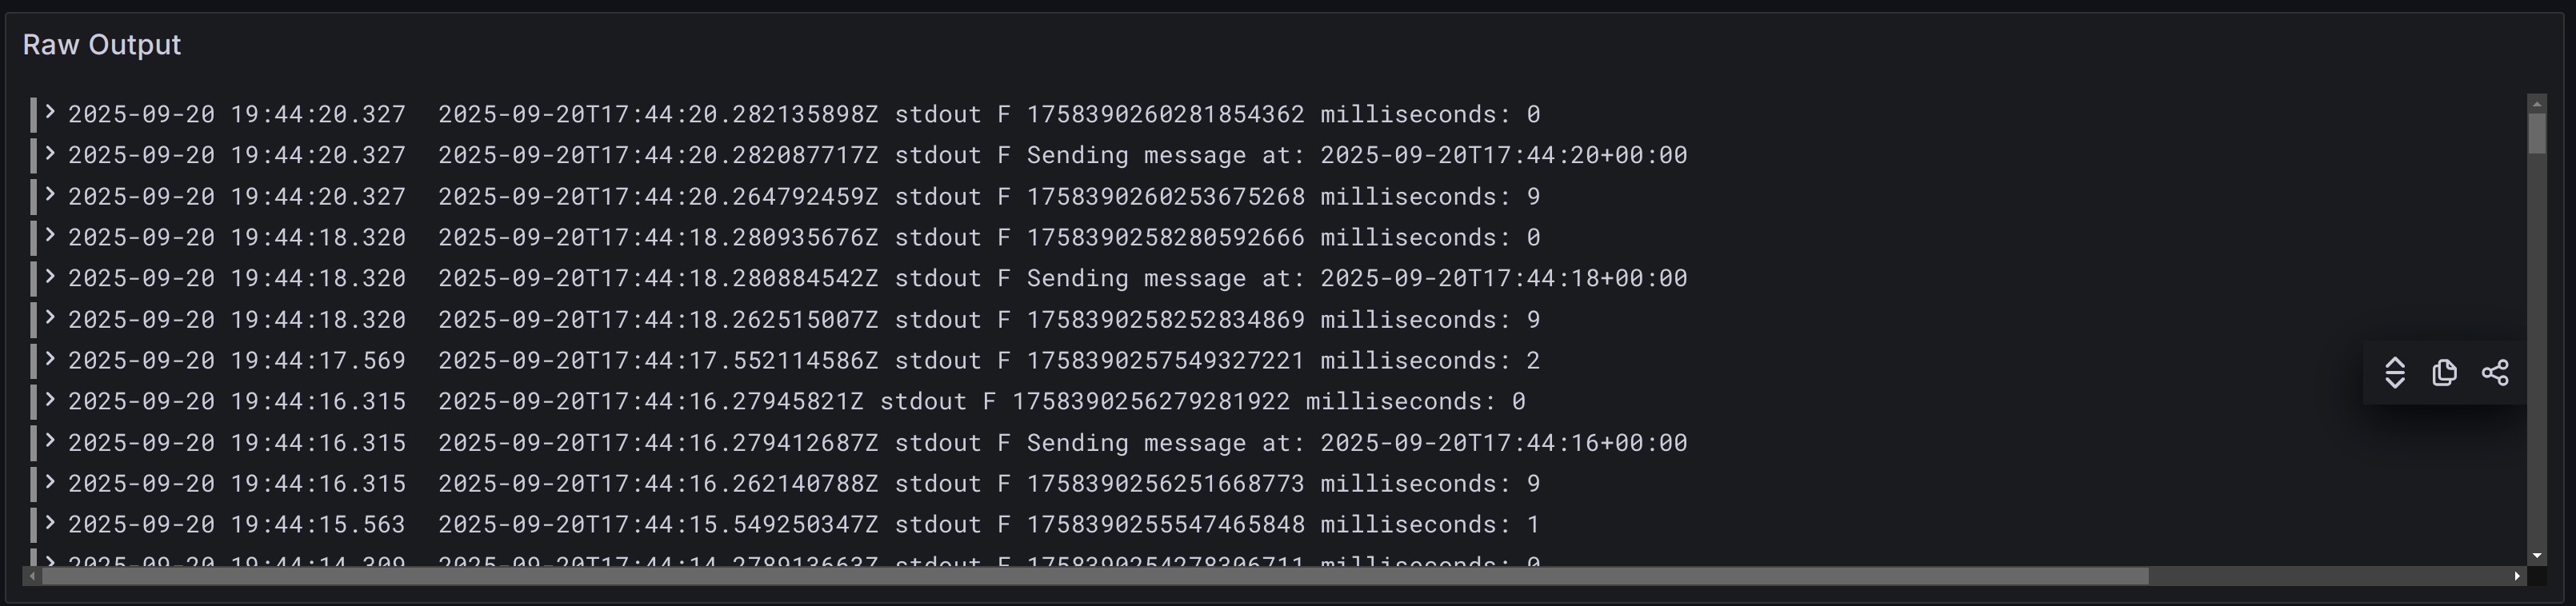 Raw Output
2025-09-20 19:44:20.327 2025-09-20T17:44:20.282135898Z stdout F 1758390260281854362 milliseconds: 0
2025-09-20 19:44:20.327 2025-09-20T17:44:20.282087717Z stdout F Sending message at: 2025-09-20T17:44:20+00:00
2025-09-20 19:44:20.327 2025-09-20T17:44:20.264792459Z stdout F 1758390260253675268 milliseconds: 9
2025-09-20 19:44:18.320 2025-09-20T17:44:18.280935676Z stdout F 1758390258280592666 milliseconds: 0
2025-09-20 19:44:18.320 2025-09-20T17:44:18.280884542Z stdout F Sending message at: 2025-09-20T17:44:18+00:00
2025-09-20 19:44:18.320 2025-09-20T17:44:18.262515007Z stdout F 1758390258252834869 milliseconds: 9
2025-09-20 19:44:17.569 2025-09-20T17:44:17.552114586Z stdout F 1758390257549327221 milliseconds: 2
2025-09-20 19:44:16.315 2025-09-20T17:44:16.27945821Z stdout F 1758390256279281922 milliseconds: 0
2025-09-20 19:44:16.315 2025-09-20T17:44:16.279412687Z stdout F Sending message at: 2025-09-20T17:44:16+00:00
2025-09-20 19:44:16.315 2025-09-20T17:44:16.262140788Z stdout F 1758390256251668773 milliseconds: 9
2025-09-20 19:44:15.563 2025-09-20T17:44:15.549250347Z stdout F 1758390255547465848 milliseconds: 1
2025-09-20 19:44:14.309 stdout F milliseconds: 0